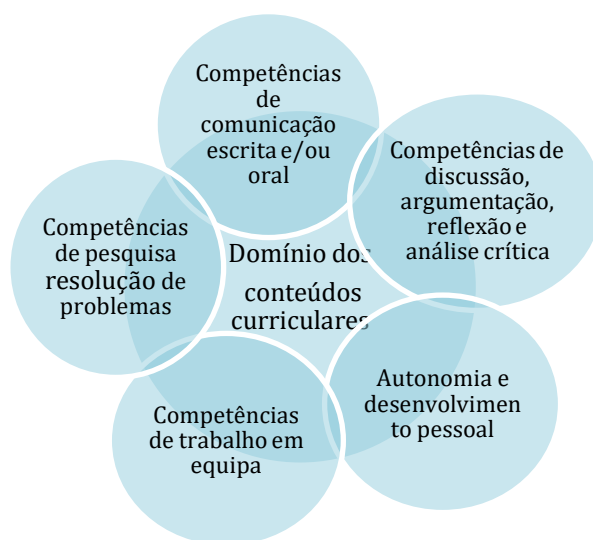 Competências
de
comunicação
escrita e/ou
oral
Competências de
discussão,
argumentação,
reflexão e
análise crítica
Competências
de pesquisa
resolução de
problemas
Domínio dos
conteúdos
curriculares
Autonomia e
desenvolvimen
to pessoal
Competências
de trabalho em
equipa